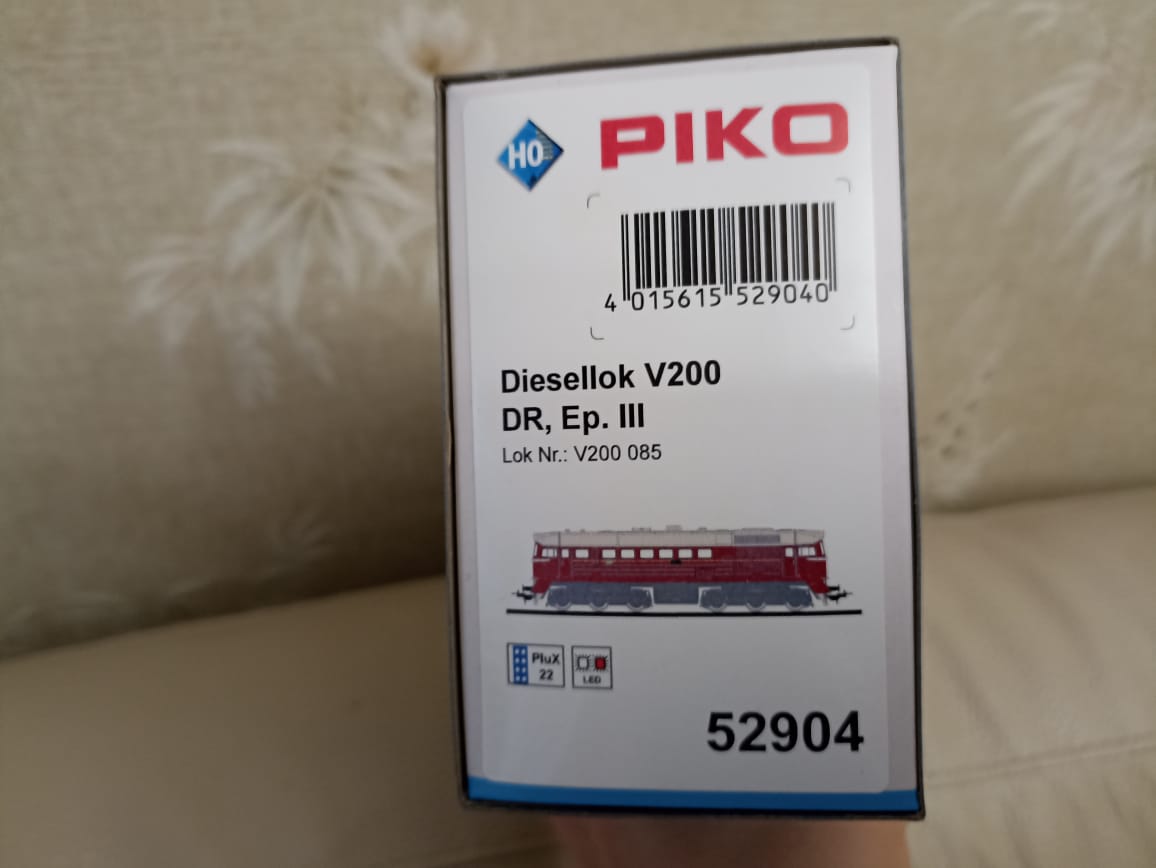 H0
PIKO
4 015615 529040
Diesellok V200
DR, Ep. III
Lok Nr.: V200 085
PluX
22
LED
52904